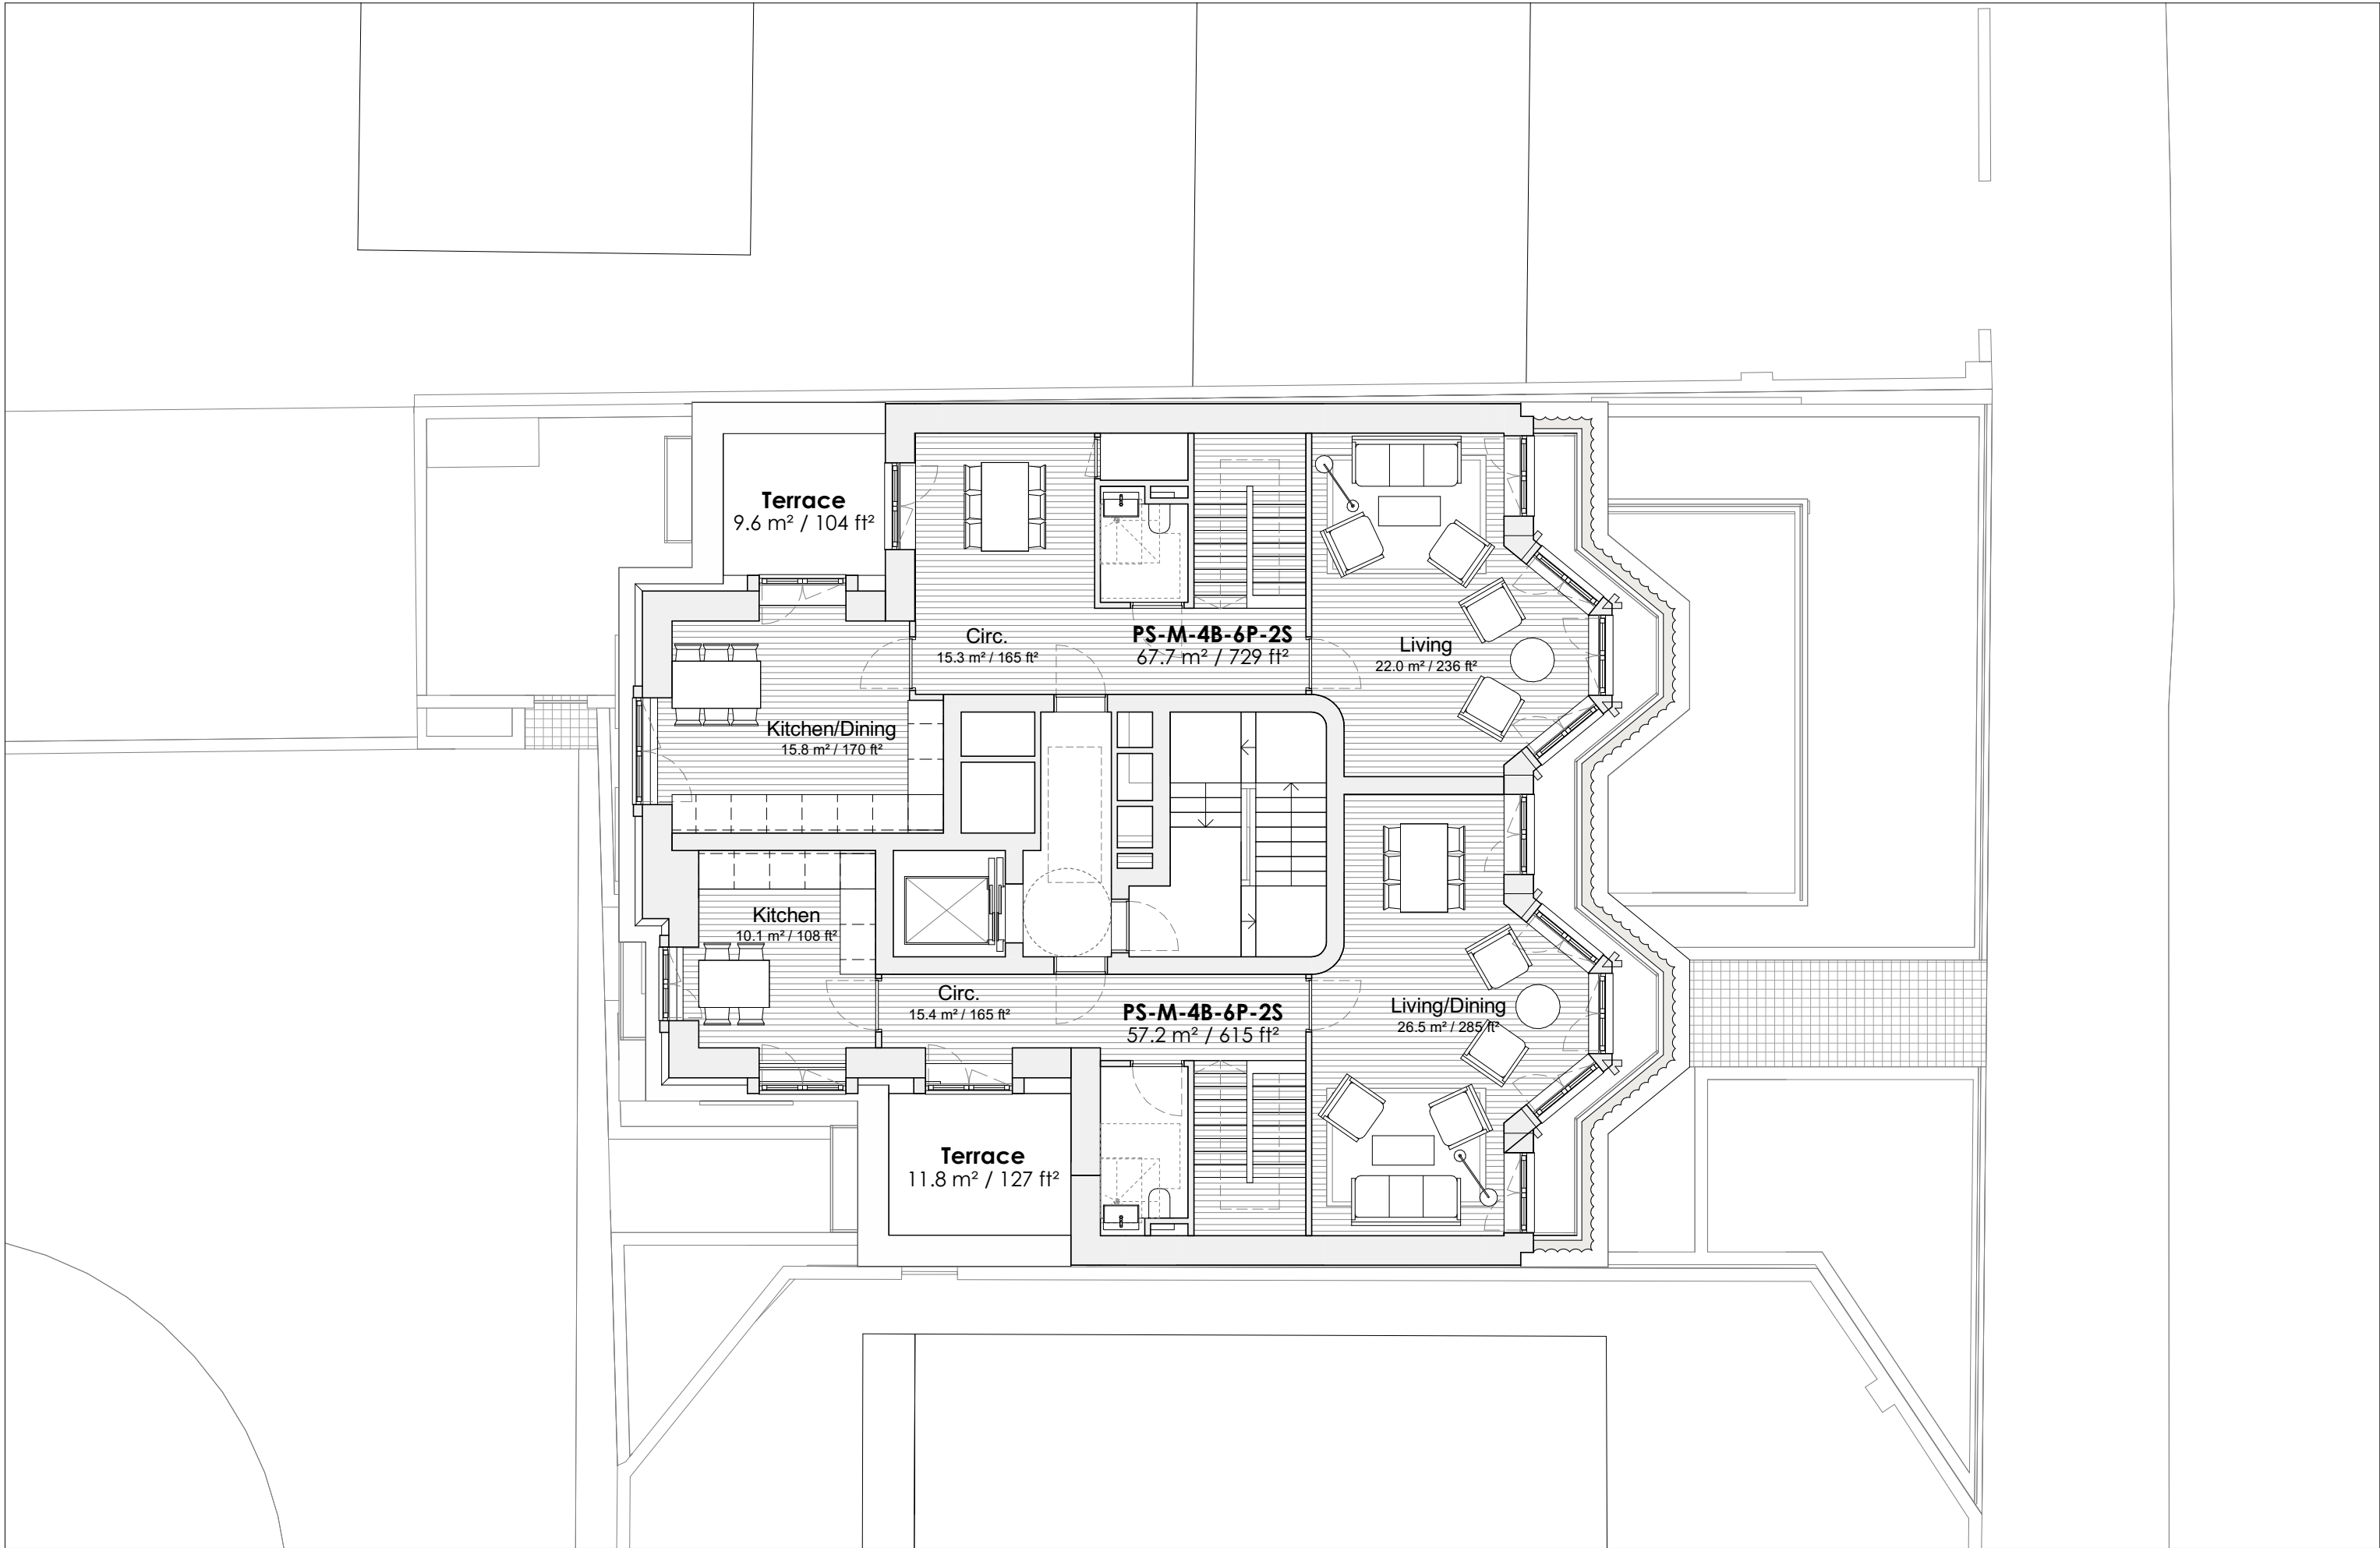 Terrace
9.6 m² / 104 ft²
Circ.
15.3 m² / 165 ft²
PS-M-4B-6P-2S
67.7 m² / 729 ft²
Living
22.0 m² / 236 ft²
Kitchen/Dining
15.8 m² / 170 ft²
Kitchen
10.1 m² / 108 ft²
Circ.
15.4 m² / 165 ft²
PS-M-4B-6P-2S
57.2 m² / 615 ft²
Living/Dining
26.5 m² / 285 ft²
Terrace
11.8 m² / 127 ft²